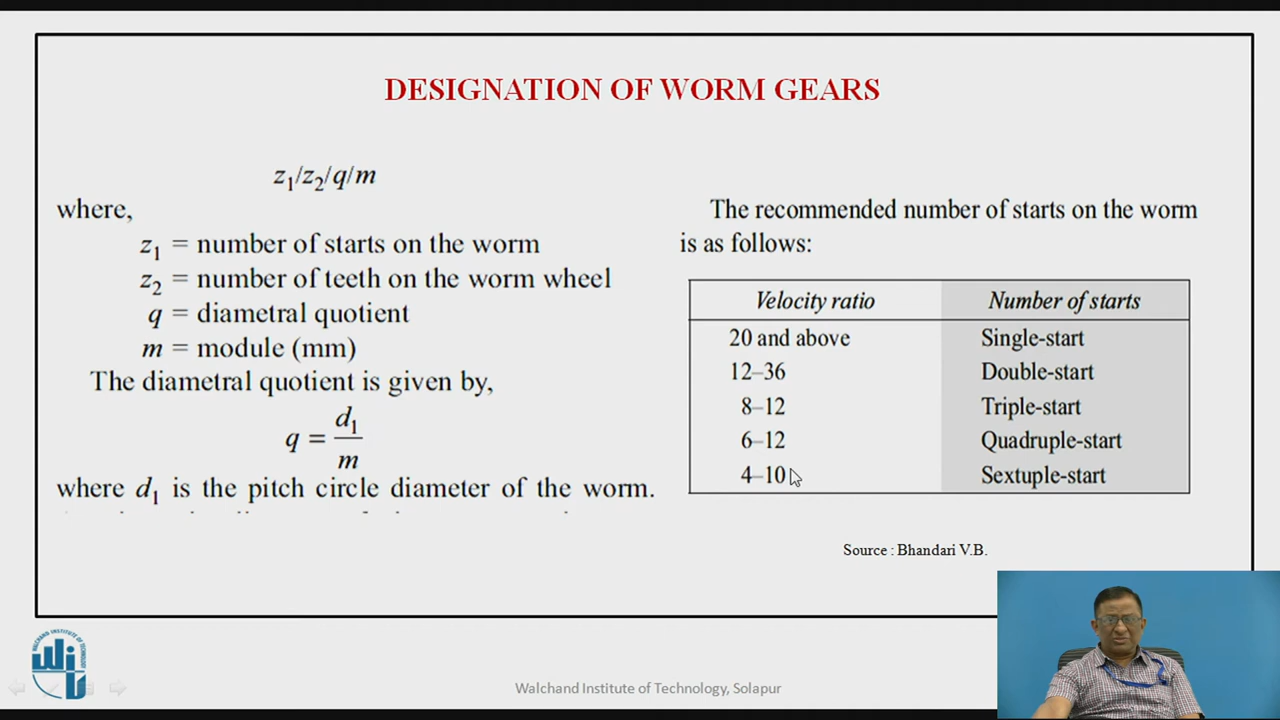 DESIGNATION OF WORM GEARS
z1/z2/q/m
where,
z1 = number of starts on the worm
z2 = number of teeth on the worm wheel
q = diametral quotient
m = module (mm)
The diametral quotient is given by,
q = d1/m
where d1 is the pitch circle diameter of the worm.
The recommended number of starts on the worm
is as follows:
Velocity ratio Number of starts
20 and above Single-start
12–36 Double-start
8–12 Triple-start
6–12 Quadruple-start
4–10 Sextuple-start
Source : Bhandari V.B.
WALCHAND INSTITUTE OF TECHNOLOGY
Walchand Institute of Technology, Solapur